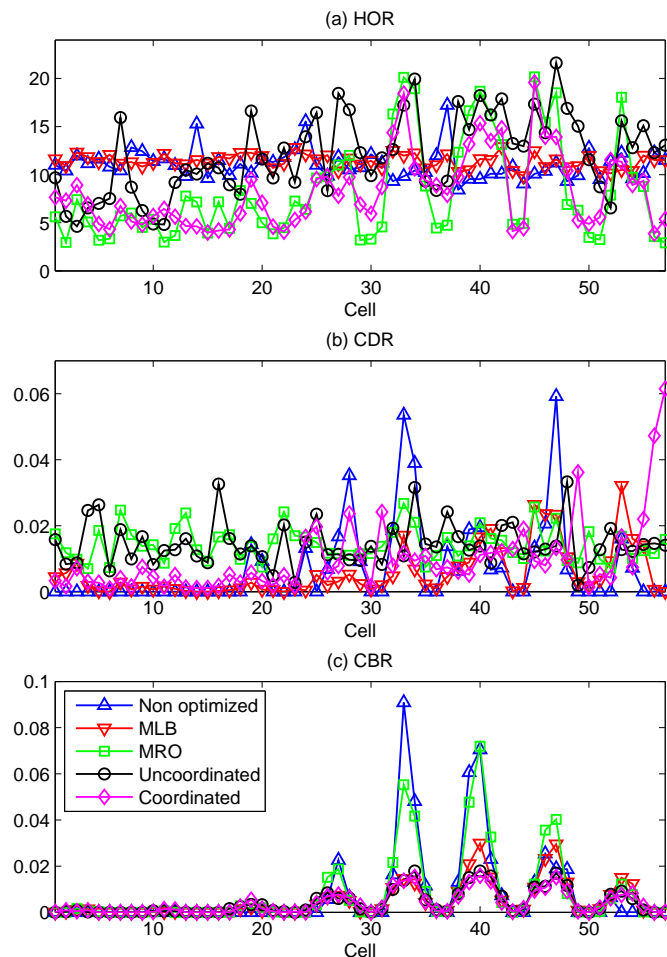 (a) HOR
20
15
10
5
0
10 20 30 40 50
Cell
(b) CDR
0.06
0.04
0.02
0
10 20 30 40 50
Cell
(c) CBR
0.1
0.08
0.06
0.04
0.02
0
Non optimized
MLB
MRO
Uncoordinated
Coordinated
10 20 30 40 50
Cell